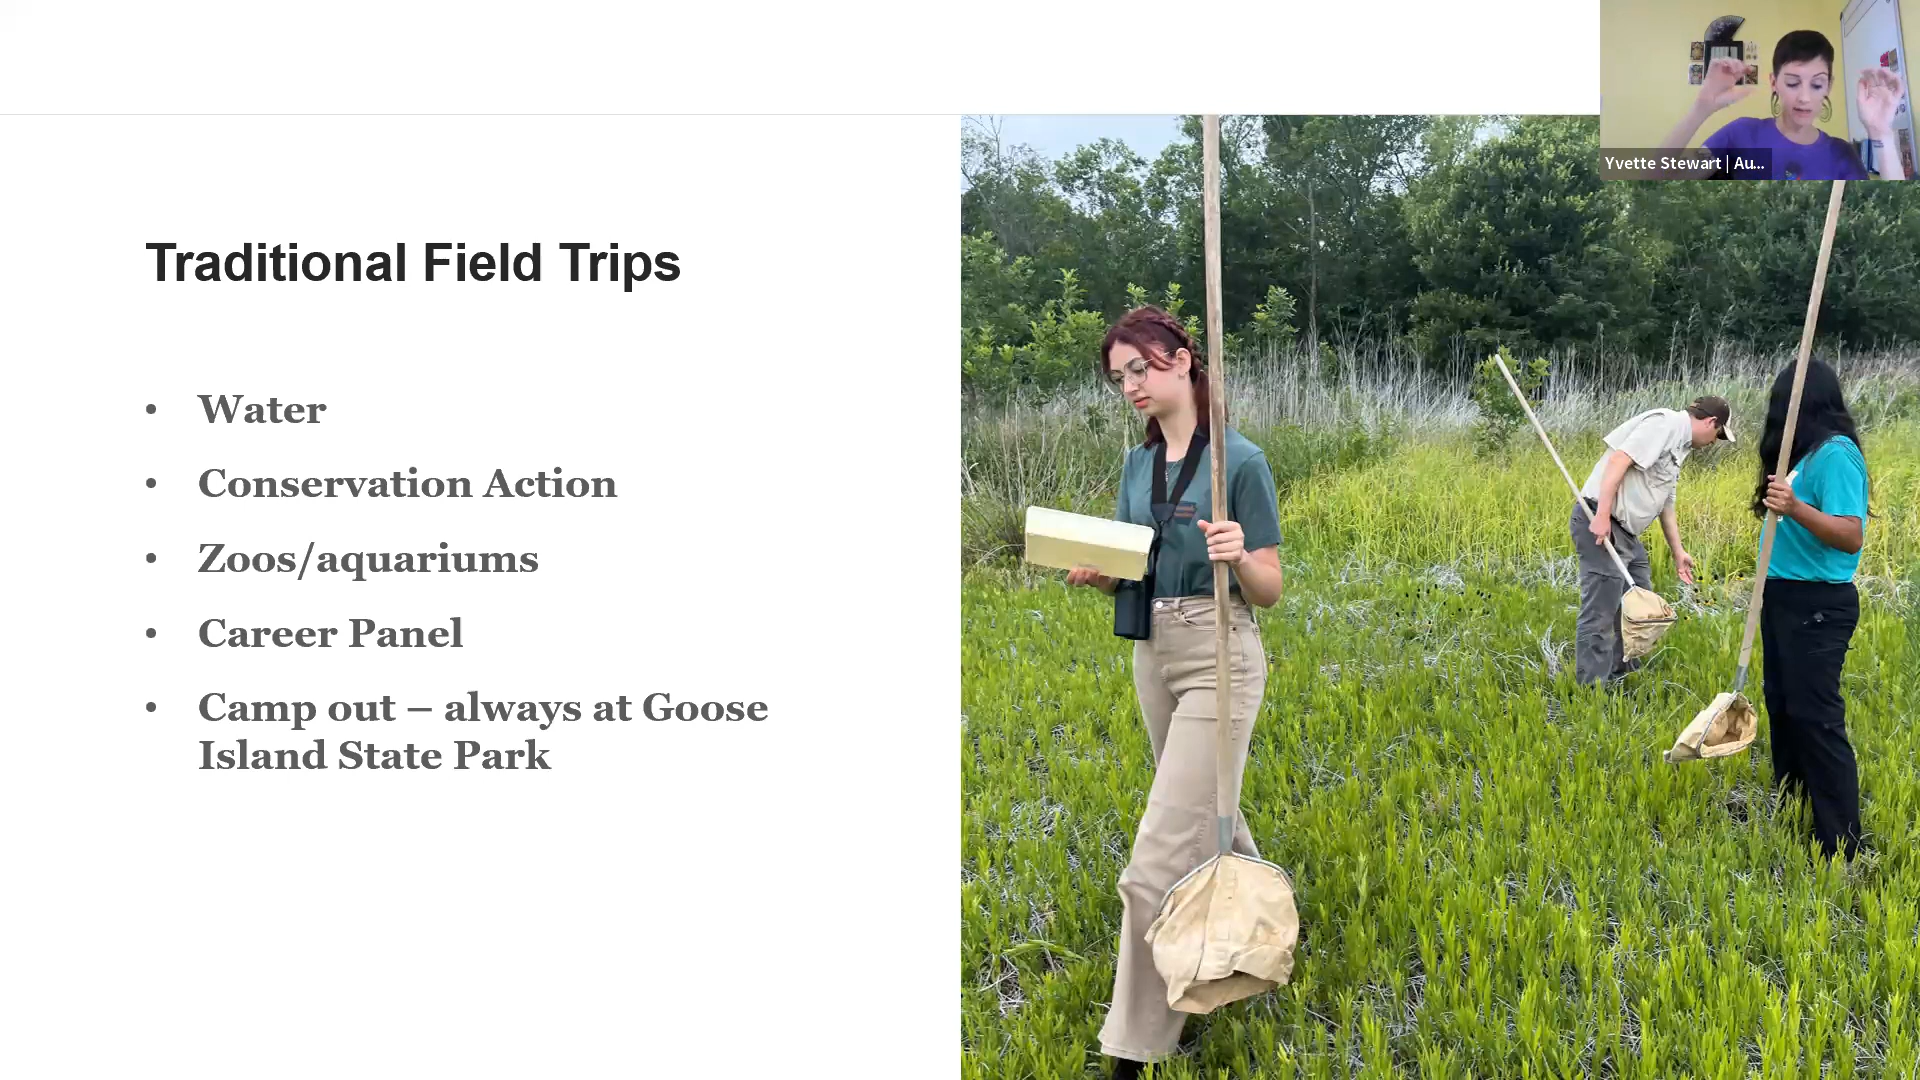 Yvette Stewart | Au...
Traditional Field Trips
• Water
• Conservation Action
• Zoos/aquariums
• Career Panel
• Camp out – always at Goose
Island State Park